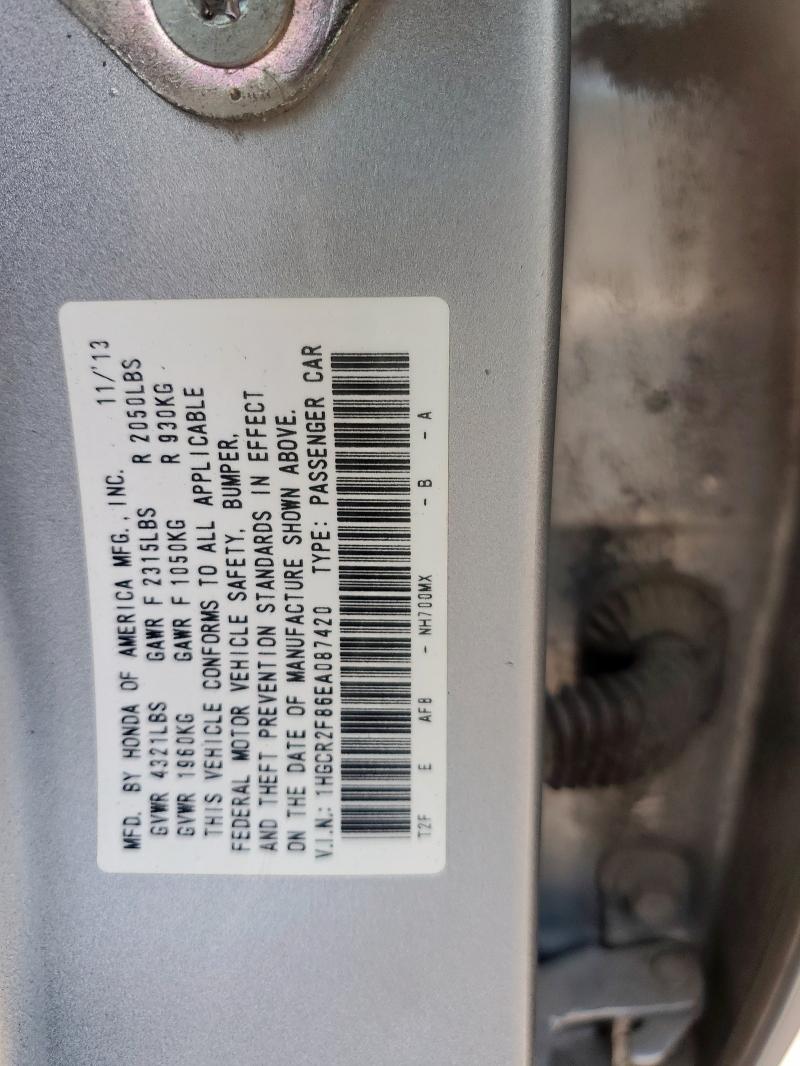 MFD. BY HONDA OF AMERICA MFG., INC. 11/'13
GVWR 4321LBS GAWR F 2315LBS R 2050LBS
GVWR 1960KG GAWR F 1050KG R 930KG
THIS VEHICLE CONFORMS TO ALL APPLICABLE
FEDERAL MOTOR VEHICLE SAFETY, BUMPER,
AND THEFT PREVENTION STANDARDS IN EFFECT
ON THE DATE OF MANUFACTURE SHOWN ABOVE.
V.I.N.: 1HGCR2F86EA087420 TYPE: PASSENGER CAR
T2F E AF8 - NH700MX - B - A